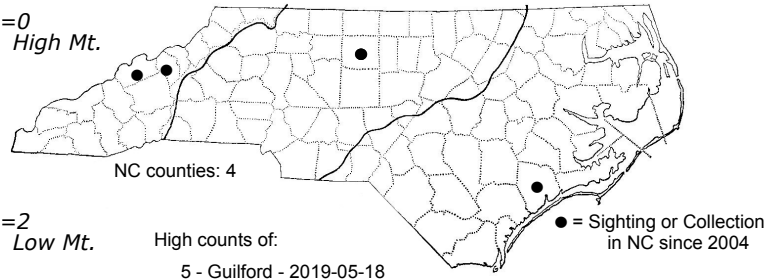 =0
High Mt.
NC counties: 4
=2
Low Mt.
High counts of:
5 - Guilford - 2019-05-18
= Sighting or Collection
in NC since 2004